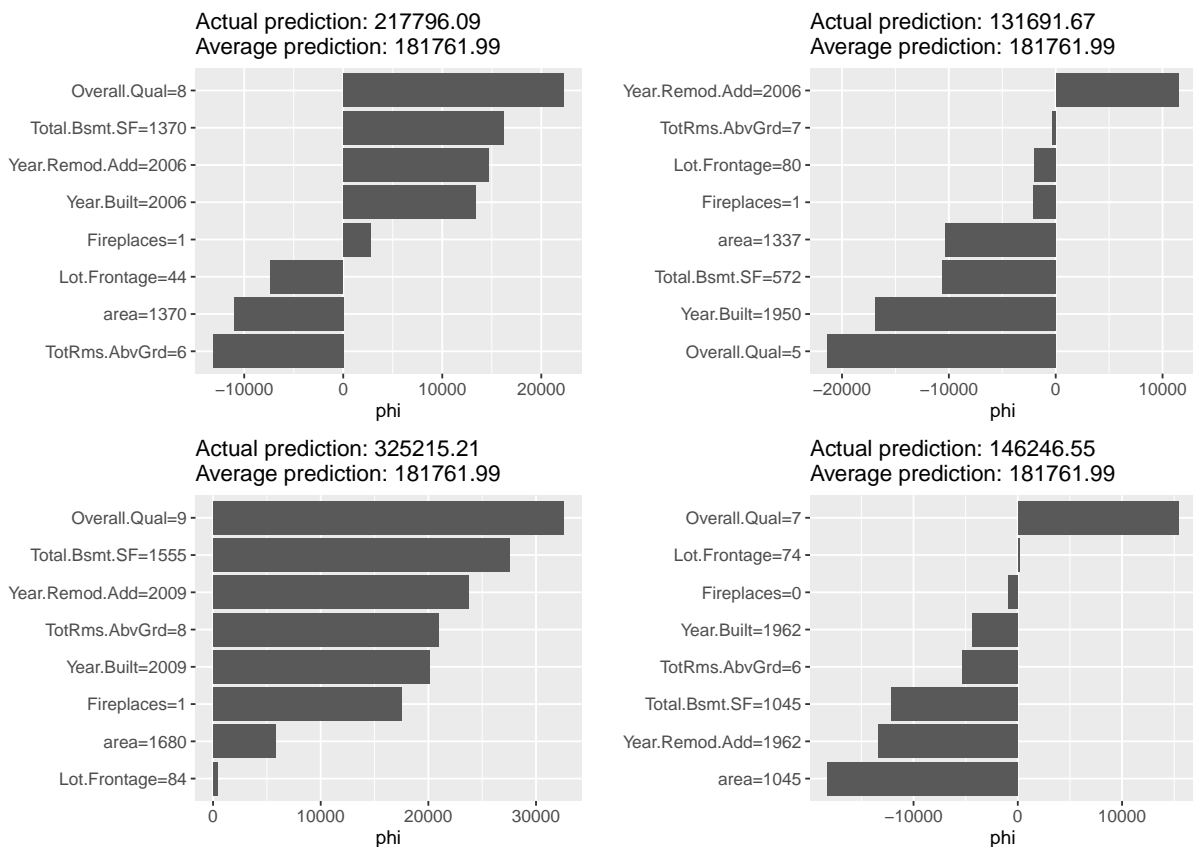 Actual prediction: 217796.09
Average prediction: 181761.99
Overall.Qual=8
Total.Bsmt.SF=1370
Year.Remod.Add=2006
Year.Built=2006
Fireplaces=1
Lot.Frontage=44
area=1370
TotRms.AbvGrd=6
−10000 0 10000 20000
phi
Actual prediction: 131691.67
Average prediction: 181761.99
Year.Remod.Add=2006
TotRms.AbvGrd=7
Lot.Frontage=80
Fireplaces=1
area=1337
Total.Bsmt.SF=572
Year.Built=1950
Overall.Qual=5
−20000 −10000 0 10000
phi
Actual prediction: 325215.21
Average prediction: 181761.99
Overall.Qual=9
Total.Bsmt.SF=1555
Year.Remod.Add=2009
TotRms.AbvGrd=8
Year.Built=2009
Fireplaces=1
area=1680
Lot.Frontage=84
0 10000 20000 30000
phi
Actual prediction: 146246.55
Average prediction: 181761.99
Overall.Qual=7
Lot.Frontage=74
Fireplaces=0
Year.Built=1962
TotRms.AbvGrd=6
Total.Bsmt.SF=1045
Year.Remod.Add=1962
area=1045
−10000 0 10000
phi